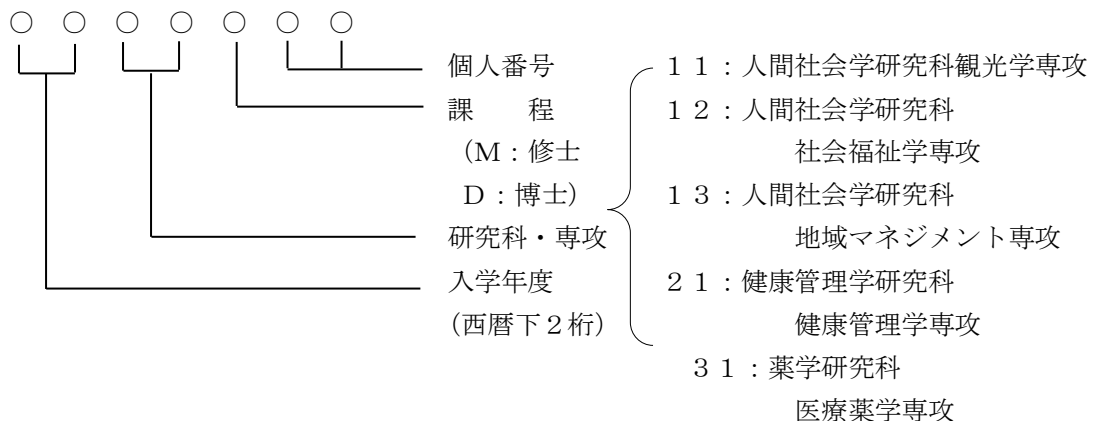 ○ ○ ○ ○ ○ ○ ○
個人番号
課　　程
（Ｍ：修士
Ｄ：博士）
研究科・専攻
入学年度
（西暦下２桁）
１１：人間社会学研究科観光学専攻
１２：人間社会学研究科
社会福祉学専攻
１３：人間社会学研究科
地域マネジメント専攻
２１：健康管理学研究科
健康管理学専攻
３１：薬学研究科
医療薬学専攻